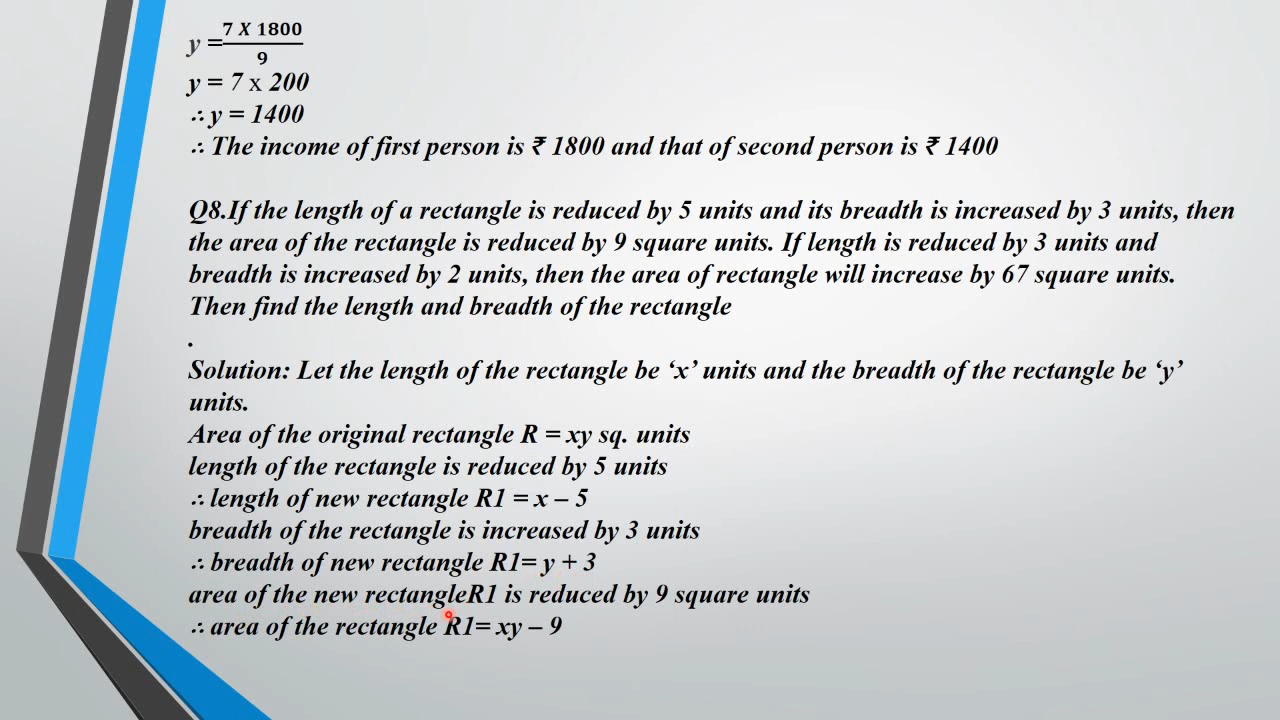 y = 7 X 1800 / 9
y = 7 x 200
∴ y = 1400
∴ The income of first person is ₹ 1800 and that of second person is ₹ 1400
Q8.If the length of a rectangle is reduced by 5 units and its breadth is increased by 3 units, then
the area of the rectangle is reduced by 9 square units. If length is reduced by 3 units and
breadth is increased by 2 units, then the area of rectangle will increase by 67 square units.
Then find the length and breadth of the rectangle
.
Solution: Let the length of the rectangle be ‘x’ units and the breadth of the rectangle be ‘y’
units.
Area of the original rectangle R = xy sq. units
length of the rectangle is reduced by 5 units
∴ length of new rectangle R1 = x – 5
breadth of the rectangle is increased by 3 units
∴ breadth of new rectangle R1= y + 3
area of the new rectangleR1 is reduced by 9 square units
∴ area of the rectangle R1= xy – 9